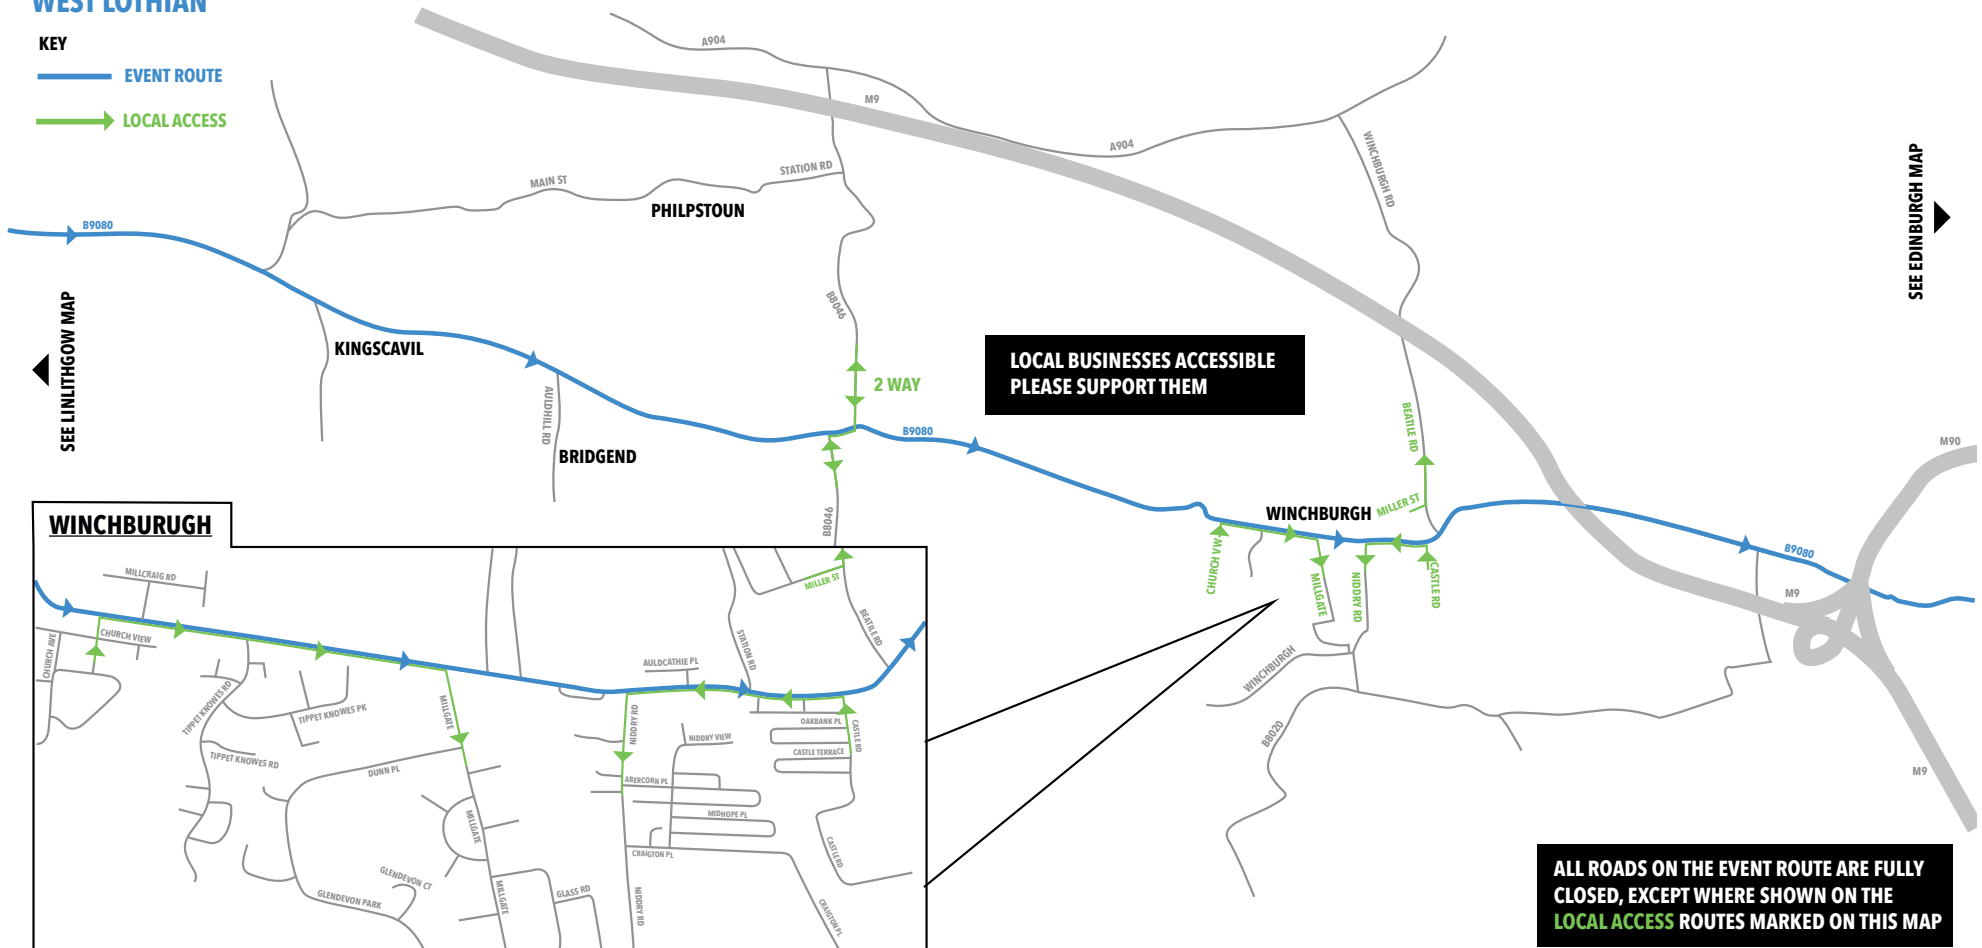 WEST LOTHIAN
KEY
EVENT ROUTE
LOCAL ACCESS
A904
M9
A904
WINCHBURGH RD
SEE EDINBURGH MAP
MAIN ST
STATION RD
PHILPSTOUN
B9080
SEE LINLITHGOW MAP
KINGSCAVIL
B8046
2 WAY
LOCAL BUSINESSES ACCESSIBLE
PLEASE SUPPORT THEM
AULDHILL RD
BRIDGEND
B9080
BEATILE RD
M90
MILLER ST
WINCHBURGH
B8046
CHURCH VW
MILLGATE
NIDDRY RD
CASTLE RD
B9080
M9
WINCHBURGH
B8020
M9
WINCHBURUGH
MILLCRAIG RD
MILLER ST
BEATILE RD
CHURCH AVE
CHURCH VIEW
STATION RD
AULDCATHIE PL
TIPPET KNOWES RD
TIPPET KNOWES PK
MILLGATE
NIDDRY RD
OAKBANK PL
CASTLE RD
NIDDRY VIEW
CASTLE TERRACE
TIPPET KNOWES RD
DUNN PL
ABERCORN PL
MILLGATE
MIDHOPE PL
CRAIGTON PL
CASTLE RD
GLENDEVON CT
GLENDEVON PARK
MILLGATE
GLASS RD
NIDDRY RD
CRAIGTON PL
ALL ROADS ON THE EVENT ROUTE ARE FULLY
CLOSED, EXCEPT WHERE SHOWN ON THE
LOCAL ACCESS ROUTES MARKED ON THIS MAP